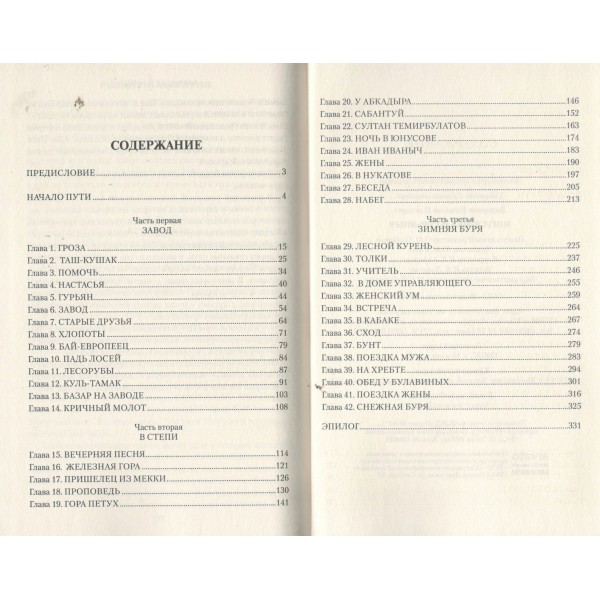 СОДЕРЖАНИЕ
ПРЕДИСЛОВИЕ 3
НАЧАЛО ПУТИ 4
Часть первая
ЗАВОД
Глава 1. ГРОЗА 15
Глава 2. ТАШ-КУШАК 25
Глава 3. ПОМОЧЬ 34
Глава 4. НАСТАСЬЯ 40
Глава 5. ГУРЬЯН 44
Глава 6. ЗАВОД 54
Глава 7. СТАРЫЕ ДРУЗЬЯ 64
Глава 8. ХЛОПОТЫ 71
Глава 9. БАЙ-ЕВРОПЕЕЦ 79
Глава 10. ПАДЬ ЛОСЕЙ 84
Глава 11. ЛЕСОРУБЫ 87
Глава 12. КУЛЬ-ТАМАК 91
Глава 13. БАЗАР НА ЗАВОДЕ 103
Глава 14. КРИЧНЫЙ МОЛОТ 108
Часть вторая
В СТЕПИ
Глава 15. ВЕЧЕРНЯЯ ПЕСНЯ 114
Глава 16. ЖЕЛЕЗНАЯ ГОРА 121
Глава 17. ПРИШЕЛЕЦ ИЗ МЕККИ 126
Глава 18. ПРОПОВЕДЬ 130
Глава 19. ГОРА ПЕТУХ 141
Глава 20. У АБКАДЫРА 146
Глава 21. САБАНТУЙ 152
Глава 22. СУЛТАН ТЕМИРБУЛАТОВ 163
Глава 23. НОЧЬ В ЮНУСОВЕ 174
Глава 24. ИВАН ИВАНЫЧ 183
Глава 25. ЖЕНЫ 190
Глава 26. В НУКАТОВЕ 197
Глава 27. БЕСЕДА 205
Глава 28. НАБЕГ 213
Часть третья
ЗИМНЯЯ БУРЯ
Глава 29. ЛЕСНОЙ КУРЕНЬ 225
Глава 30. ТОЛКИ 237
Глава 31. УЧИТЕЛЬ 246
Глава 32. В ДОМЕ УПРАВЛЯЮЩЕГО 255
Глава 33. ЖЕНСКИЙ УМ 259
Глава 34. ВСТРЕЧА 264
Глава 35. В КАБАКЕ 267
Глава 36. СХОД 274
Глава 37. БУНТ 279
Глава 38. ПОЕЗДКА МУЖА 283
Глава 39. НА ХРЕБТЕ 294
Глава 40. ОБЕД У БУЛАВИНЫХ 301
Глава 41. ПОЕЗДКА ЖЕНЫ 316
Глава 42. СНЕЖНАЯ БУРЯ 325
ЭПИЛОГ 331